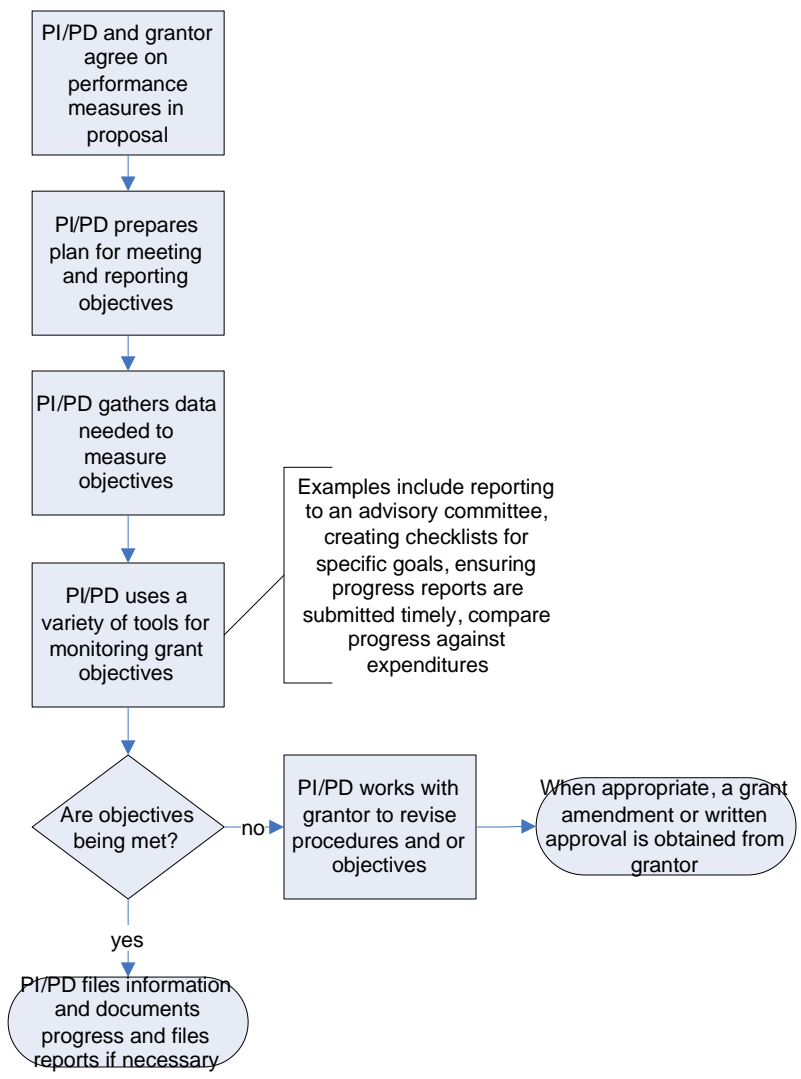 PI/PD and grantor
agree on
performance
measures in
proposal
PI/PD prepares
plan for meeting
and reporting
objectives
PI/PD gathers data
needed to
measure
objectives
PI/PD uses a
variety of tools for
monitoring grant
objectives
Examples include reporting
to an advisory committee,
creating checklists for
specific goals, ensuring
progress reports are
submitted timely, compare
progress against
expenditures
Are objectives
being met?
no
PI/PD works with
grantor to revise
procedures and or
objectives
When appropriate, a grant
amendment or written
approval is obtained from
grantor
yes
PI/PD files information
and documents
progress and files
reports if necessary